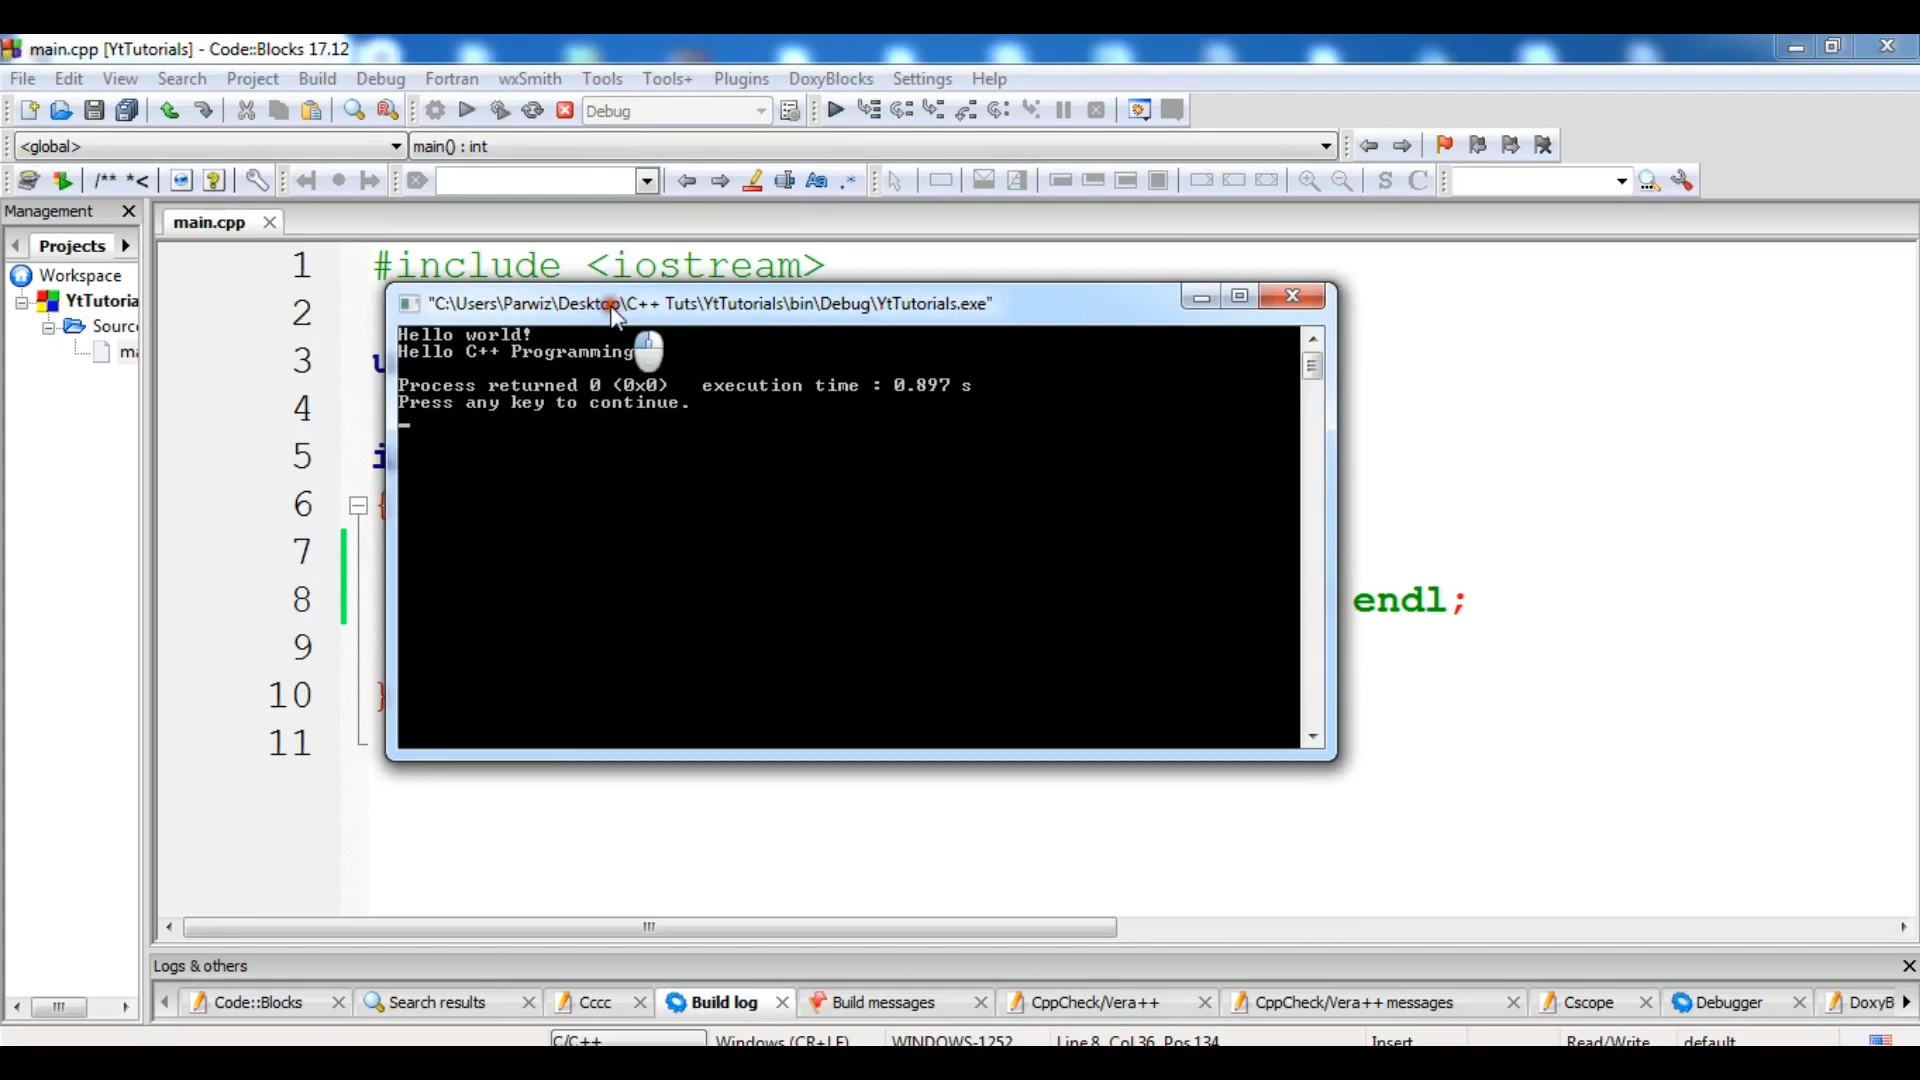 main.cpp [YtTutorials] - Code::Blocks 17.12
File Edit View Search Project Build Debug Fortran wxSmith Tools Tools+ Plugins DoxyBlocks Settings Help
Debug
<global> main() : int
/** *<
S C
Management
main.cpp
Projects
Workspace
YtTutoria
Sourc
ma
1 #include <iostream>
2
3 u
4
5 i
6 {
7
8 endl;
9
10 }
11
"C:\Users\Parwiz\Desktop\C++ Tuts\YtTutorials\bin\Debug\YtTutorials.exe"
Hello world!
Hello C++ Programming
Process returned 0 (0x0) execution time : 0.897 s
Press any key to continue.
Logs & others
Code::Blocks Search results Cccc Build log Build messages CppCheck/Vera++ CppCheck/Vera++ messages Cscope Debugger DoxyB
C/C++ Windows (CR+LF) WINDOWS-1252 Line 8, Col 36, Pos 134 Insert Read/Write default